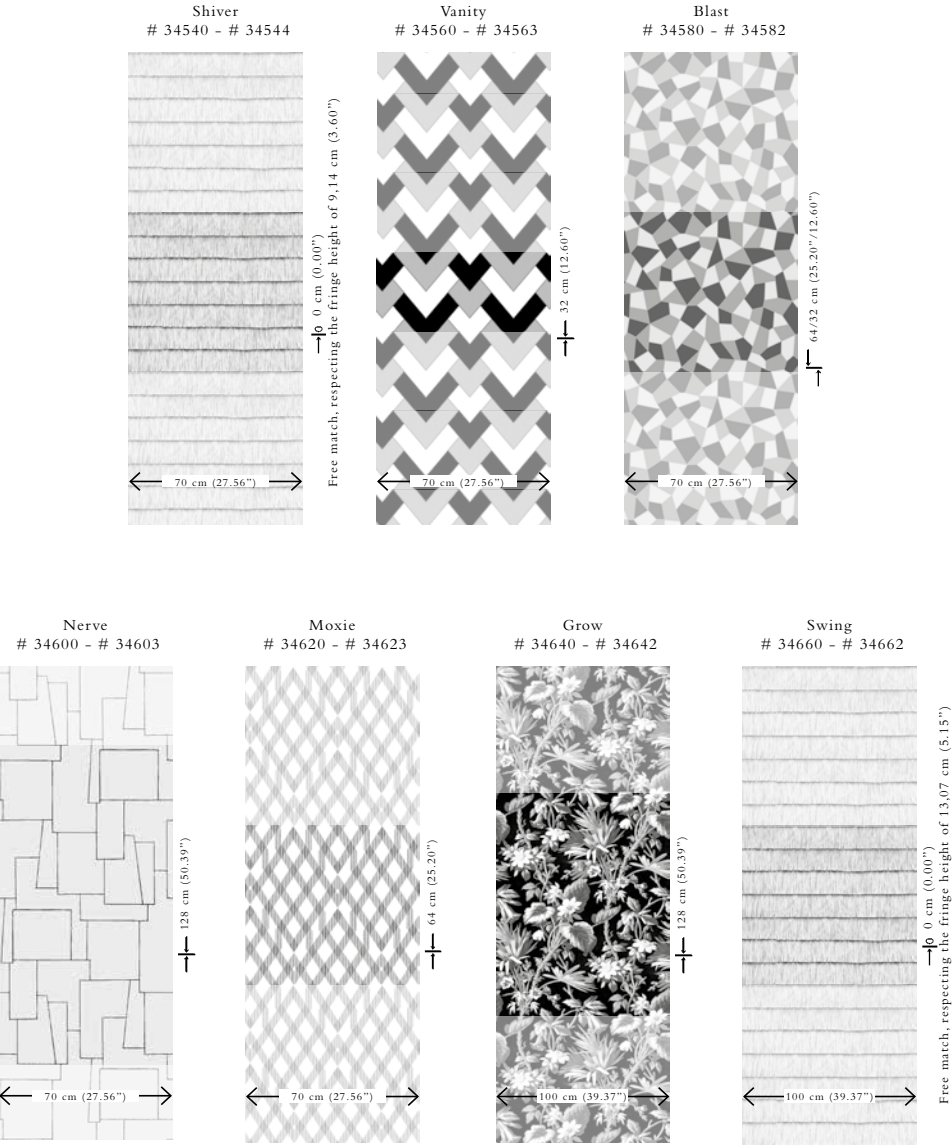 Shiver
# 34540 - # 34544
0 cm (0.00")
Free match, respecting the fringe height of 9,14 cm (3.60")
70 cm (27.56")
Vanity
# 34560 - # 34563
32 cm (12.60")
70 cm (27.56")
Blast
# 34580 - # 34582
64/32 cm (25.20"/12.60")
70 cm (27.56")
Nerve
# 34600 - # 34603
128 cm (50.39")
70 cm (27.56")
Moxie
# 34620 - # 34623
64 cm (25.20")
70 cm (27.56")
Grow
# 34640 - # 34642
128 cm (50.39")
100 cm (39.37")
Swing
# 34660 - # 34662
0 cm (0.00")
Free match, respecting the fringe height of 13,07 cm (5.15")
100 cm (39.37")